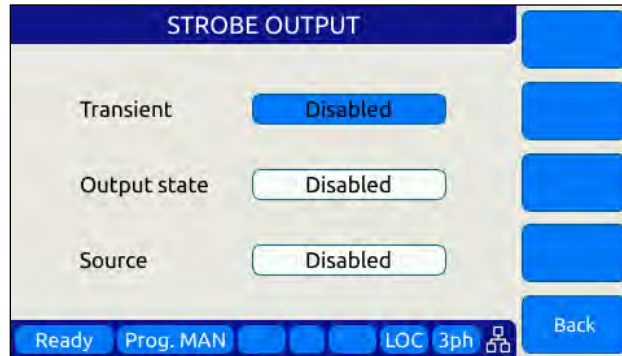 STROBE OUTPUT
Transient Disabled
Output state Disabled
Source Disabled
Back
Ready Prog. MAN LOC 3ph